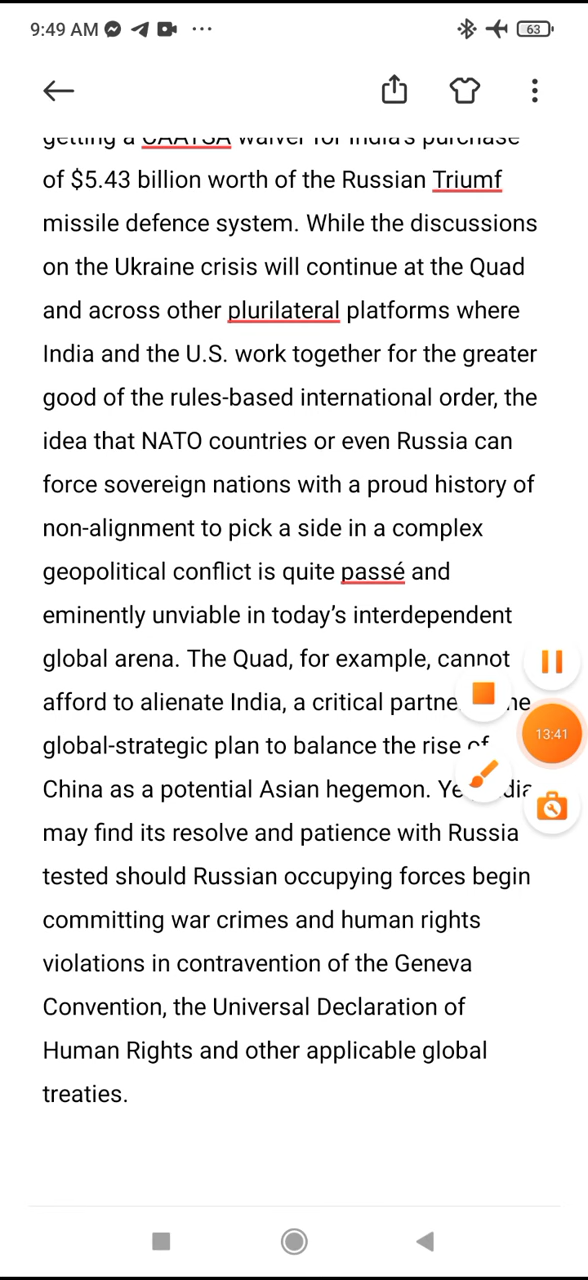 9:49 AM
63
getting a CAATSA waiver for India's purchase
of $5.43 billion worth of the Russian Triumf
missile defence system. While the discussions
on the Ukraine crisis will continue at the Quad
and across other plurilateral platforms where
India and the U.S. work together for the greater
good of the rules-based international order, the
idea that NATO countries or even Russia can
force sovereign nations with a proud history of
non-alignment to pick a side in a complex
geopolitical conflict is quite passé and
eminently unviable in today’s interdependent
global arena. The Quad, for example, cannot
afford to alienate India, a critical
13:41
global-strategic plan to balance the rise of
China as a potential Asian hegemon.
may find its resolve and patience with Russia
tested should Russian occupying forces begin
committing war crimes and human rights
violations in contravention of the Geneva
Convention, the Universal Declaration of
Human Rights and other applicable global
treaties.